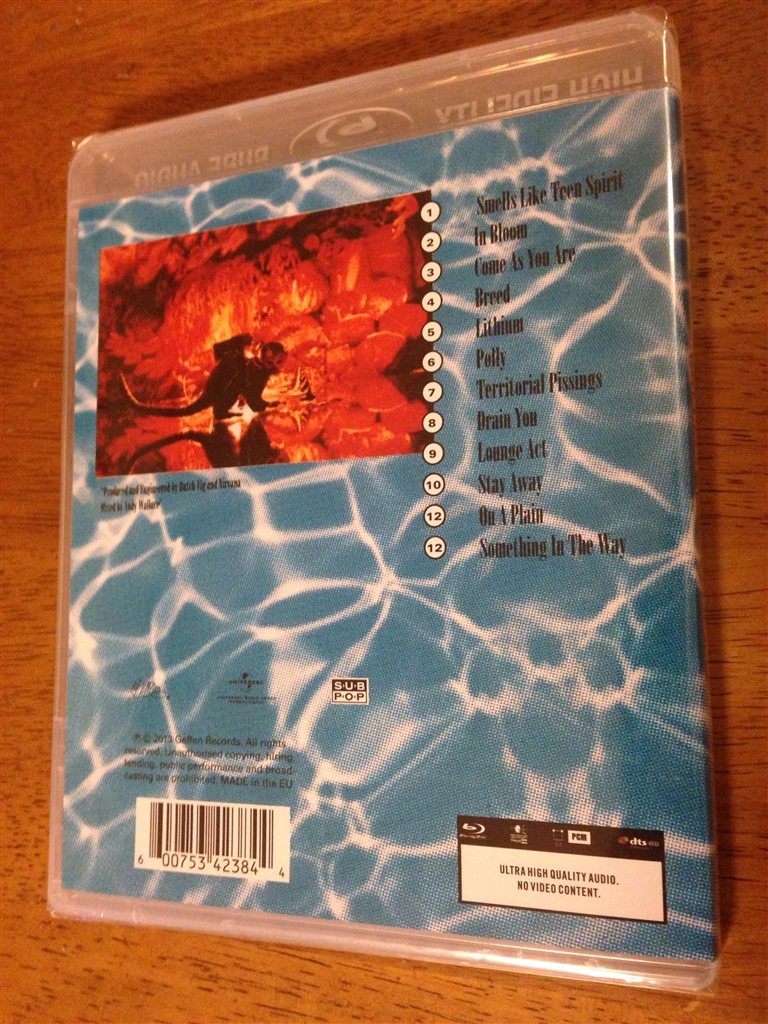 HIGH FIDELITY
PURE AUDIO
1 Smells Like Teen Spirit
2 In Bloom
3 Come As You Are
4 Breed
5 Lithium
6 Polly
7 Territorial Pissings
8 Drain You
9 Lounge Act
10 Stay Away
12 On A Plain
12 Something In The Way
"Produced and Engineered by Butch Vig and Nirvana
Mixed by Andy Wallace"
UNIVERSAL
SUB
POP
℗ © 2013 Geffen Records. All rights
reserved. Unauthorised copying, hiring,
lending, public performance and broad-
casting are prohibited. MADE in the EU
6 00753 42384 4
PCM
dts-HD
ULTRA HIGH QUALITY AUDIO.
NO VIDEO CONTENT.